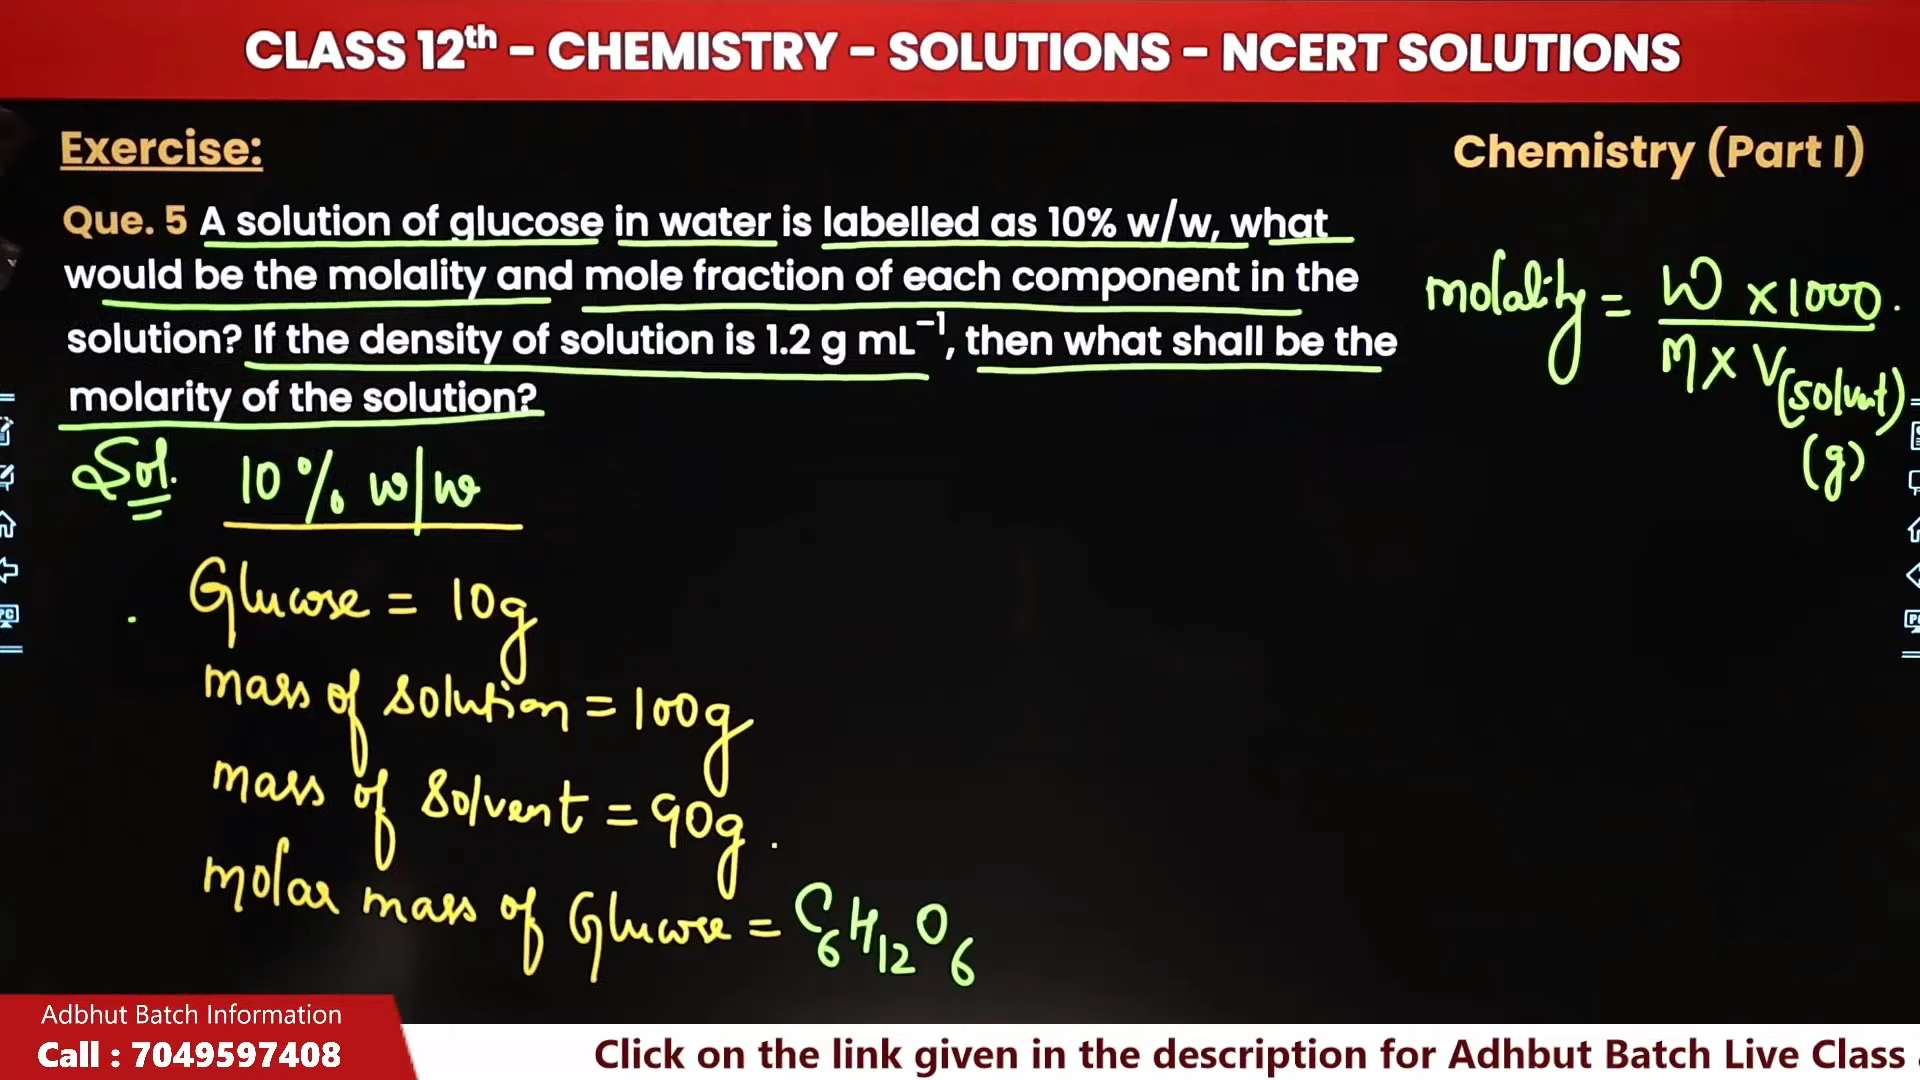 CLASS 12th – CHEMISTRY – SOLUTIONS – NCERT SOLUTIONS
Exercise:
Chemistry (Part I)
Que. 5 A solution of glucose in water is labelled as 10% w/w, what
would be the molality and mole fraction of each component in the
solution? If the density of solution is 1.2 g mL⁻¹, then what shall be the
molarity of the solution?
molality = W × 1000
M × V(solvent)
(g)
Sol. 10% w/w
Glucose = 10g
mass of solution = 100g
mass of solvent = 90g
molar mass of Glucose = C6H12O6
Adbhut Batch Information
Call : 7049597408
Click on the link given in the description for Adhbut Batch Live Class